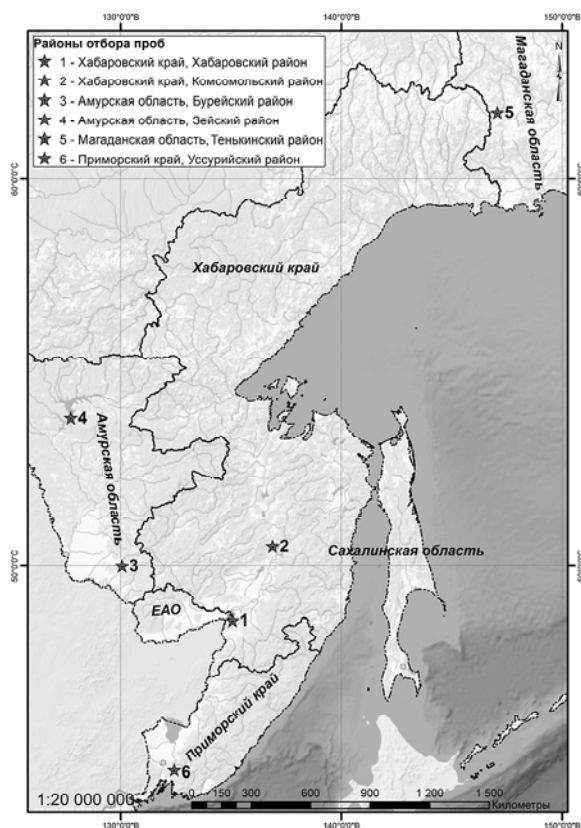 130°0'0"В
140°0'0"В
150°0'0"В
Районы отбора проб
1 - Хабаровский край, Хабаровский район
2 - Хабаровский край, Комсомольский район
3 - Амурская область, Бурейский район
4 - Амурская область, Зейский район
5 - Магаданская область, Тенькинский район
6 - Приморский край, Уссурийский район
N
5
Магаданская область
Хабаровский край
4
Амурская область
3
2
Сахалинская область
ЕАО
1
Приморский край
6
1:20 000 000
0 150 300 600 900 1 200 1 500
Километры
130°0'0"В
140°0'0"В
150°0'0"В